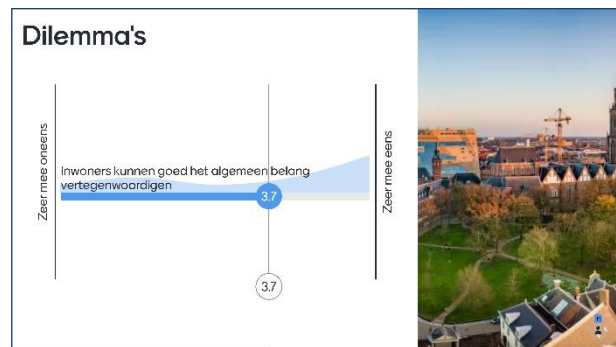 Dilemma's
Zeer mee oneens
Inwoners kunnen goed het algemeen belang
vertegenwoordigen
3.7
3.7
Zeer mee eens